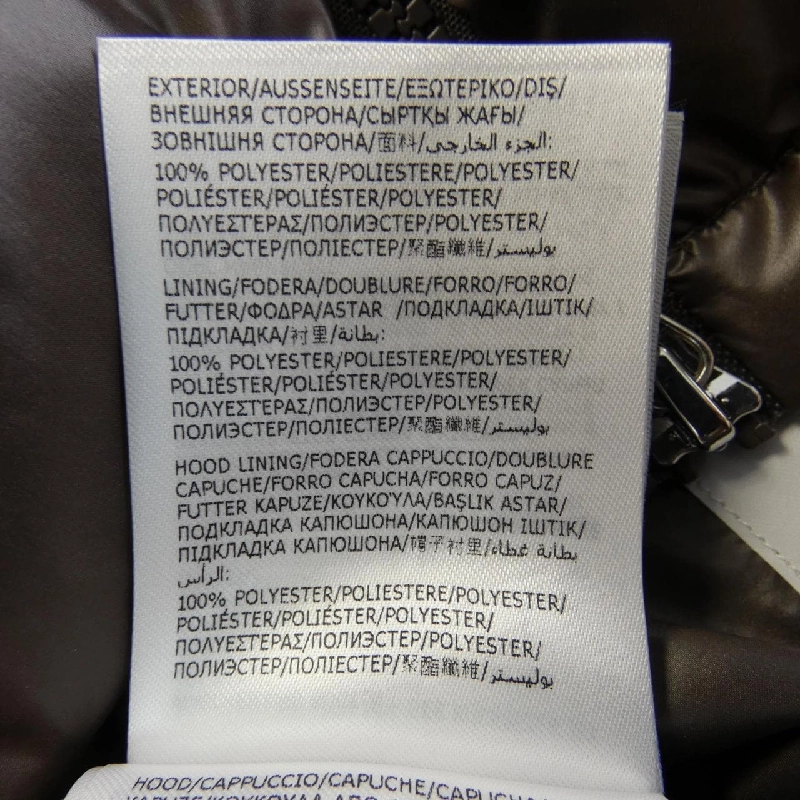 EXTERIOR/AUSSENSEITE/ΕΞΩΤΕΡΙΚΟ/DIŞ/
ВНЕШНЯЯ СТОРОНА/СЫРТҚЫ ЖАҒЫ/
ЗОВНІШНЯ СТОРОНА/面料/الجزء الخارجي:
100% POLYESTER/POLIESTERE/POLYESTER/
POLIÉSTER/POLIÉSTER/POLYESTER/
ΠΟΛΥΕΣΤΈΡΑΣ/ПОЛИЭСТЕР/POLYESTER/
ПОЛИЭСТЕР/ПОЛІЕСТЕР/聚酯纖維/بوليستر
LINING/FODERA/DOUBLURE/FORRO/FORRO/
FUTTER/ΦΟΔΡΑ/ASTAR /ПОДКЛАДКА/ІШТІК/
ПІДКЛАДКА/衬里/بطانة:
100% POLYESTER/POLIESTERE/POLYESTER/
POLIÉSTER/POLIÉSTER/POLYESTER/
ΠΟΛΥΕΣΤΈΡΑΣ/ПОЛИЭСТЕР/POLYESTER/
ПОЛИЭСТЕР/ПОЛІЕСТЕР/聚酯纖維/بوليستر
HOOD LINING/FODERA CAPPUCCIO/DOUBLURE
CAPUCHE/FORRO CAPUCHA/FORRO CAPUZ/
FUTTER KAPUZE/ΚΟΥΚΟΎΛΑ/BAŞLIK ASTAR/
ПОДКЛАДКА КАПЮШОНА/КАПЮШОН ІШТІК/
ПІДКЛАДКА КАПЮШОНА/帽子衬里/بطانة غطاء
الرأس:
100% POLYESTER/POLIESTERE/POLYESTER/
POLIÉSTER/POLIÉSTER/POLYESTER/
ΠΟΛΥΕΣΤΈΡΑΣ/ПОЛИЭСТЕР/POLYESTER/
ПОЛИЭСТЕР/ПОЛІЕСТЕР/聚酯纖維/بوليستر
HOOD/CAPPUCCIO/CAPUCHE/CAPUCHA/